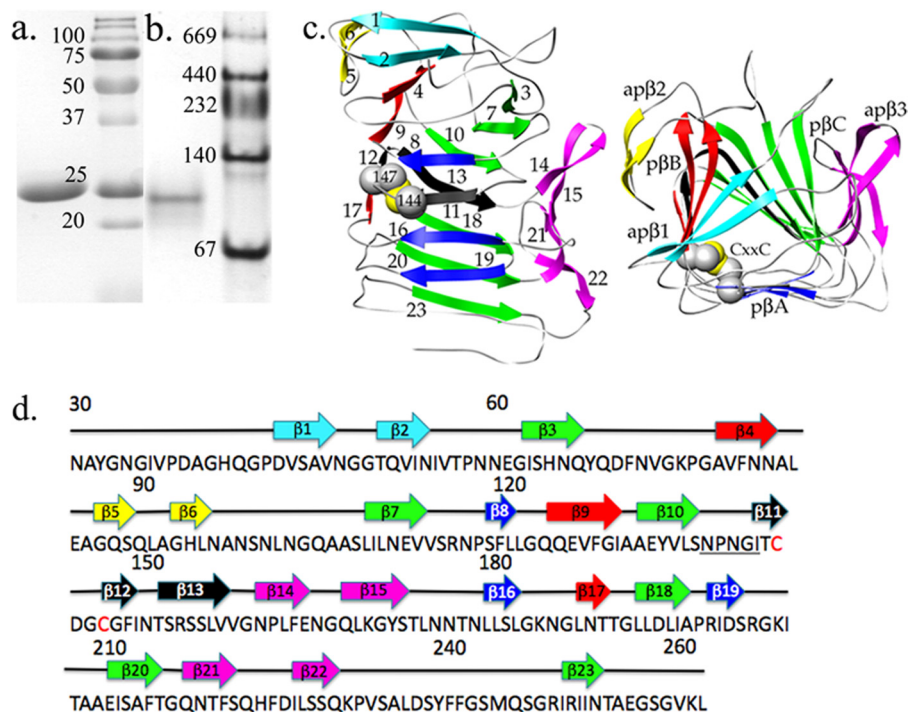 a.
100
75
50
37
25
20
b.
669
440
232
140
67
c.
6
1
2
5
4
3
7
9
10
8
12
13
14
147
144
11
15
17
18
16
21
20
19
22
23
apβ2
pβC
apβ3
pβB
apβ1
CxxC
pβA
d.
30 60
β1 β2 β3 β4
NAYGNGIVPDAGHQGPDVSAVNGGTQVINIVTPNNEGISHNQYQDFNVGKPGAVFNNAL
90 120
β5 β6 β7 β8 β9 β10 β11
EAGQSQLAGHLNANSNLNGQAASLILNEVVSRNPSFLLGQQEVFGIAAEYVLSNPNGITC
150 180
β12 β13 β14 β15 β16 β17 β18 β19
DGCGFINTSRSSLVVGNPLFENGQLKGYSTLNNTNLLSLGKNGLNTTGLLDLIAPRIDSRGKI
210 240 260
β20 β21 β22 β23
TAAEISAFTGQNTFSQHFDILSSQKPVSALDSYFFGSMQSGRIRIINTAEGSGVKL